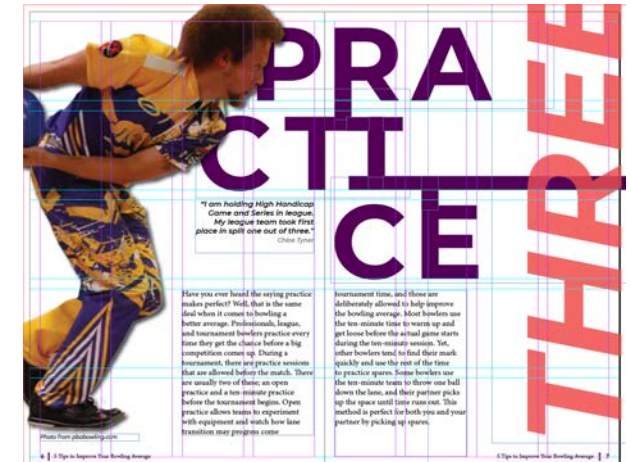 PRA
CTI
CE
THREE
"I am holding High Handicap
Game and Series in league.
My league team took first
place in split one out of three."
Chloe Tyner
Have you ever heard the saying practice
makes perfect? Well, that is the same
deal when it comes to bowling a
better average. Professionals, league,
and tournament bowlers practice every
time they get the chance before a big
competition comes up. During a
tournament, there are practice sessions
that are allowed before the match. There
are usually two of these; an open
practice and a ten-minute practice
before the tournament begins. Open
practice allows teams to experiment
with equipment and watch how lane
transition may progress come
tournament time, and those are
deliberately allowed to help improve
the bowling average. Most bowlers use
the ten-minute time to warm up and
get loose before the actual game starts
during the ten-minute session. Yet,
other bowlers tend to find their mark
quickly and use the rest of the time
to practice spares. Some bowlers use
the ten-minute team to throw one ball
down the lane, and their partner picks
up the space until time runs out. This
method is perfect for both you and your
partner by picking up spares.
Photo from pbabowling.com
6 | 5 Tips to Improve Your Bowling Average
5 Tips to Improve Your Bowling Average | 7